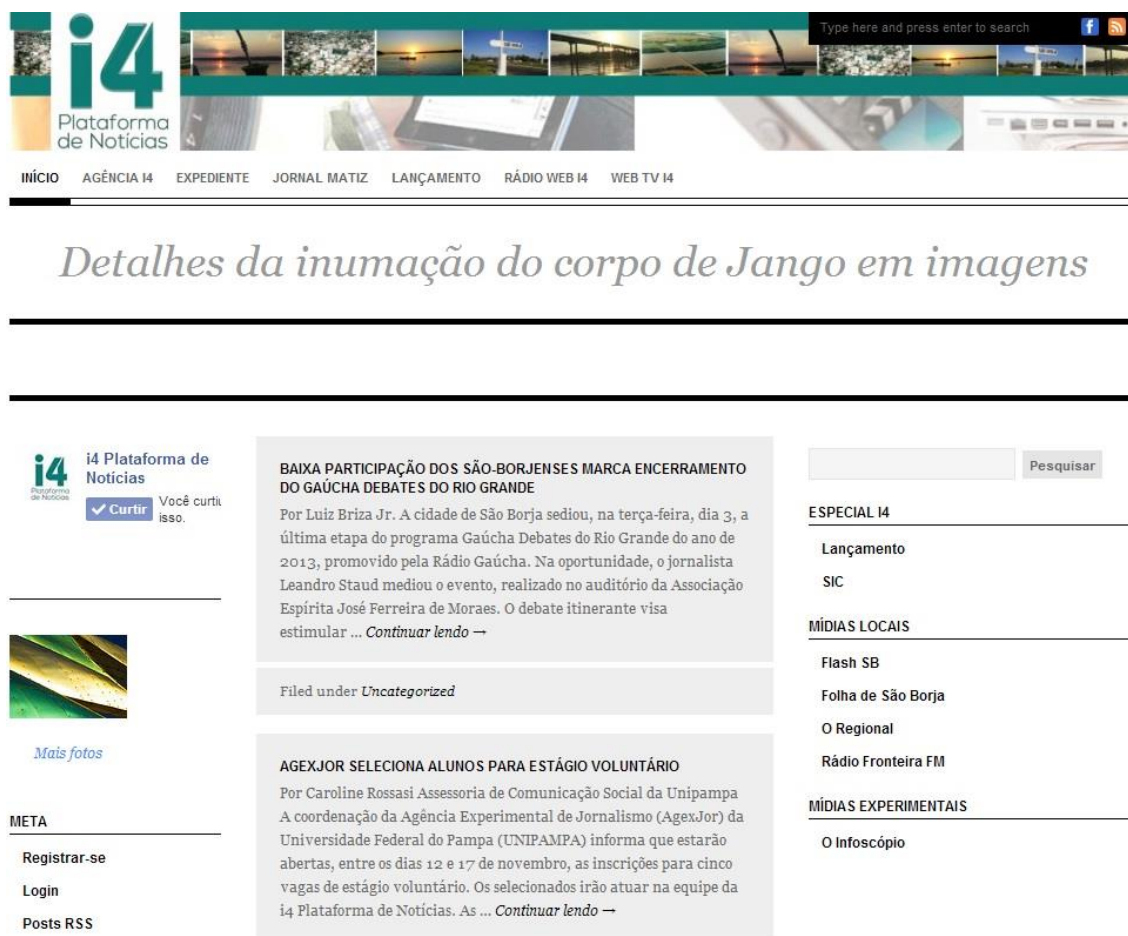 i4
Plataforma
de Notícias
Type here and press enter to search
INÍCIO AGÊNCIA I4 EXPEDIENTE JORNAL MATIZ LANÇAMENTO RÁDIO WEB I4 WEB TV I4
Detalhes da inumação do corpo de Jango em imagens
i4
Plataforma
de Notícias
i4 Plataforma de
Notícias
Curtir
Você curtiu
isso.
Mais fotos
META
Registrar-se
Login
Posts RSS
BAIXA PARTICIPAÇÃO DOS SÃO-BORJENSES MARCA ENCERRAMENTO
DO GAÚCHA DEBATES DO RIO GRANDE
Por Luiz Briza Jr. A cidade de São Borja sediou, na terça-feira, dia 3, a
última etapa do programa Gaúcha Debates do Rio Grande do ano de
2013, promovido pela Rádio Gaúcha. Na oportunidade, o jornalista
Leandro Staud mediou o evento, realizado no auditório da Associação
Espírita José Ferreira de Moraes. O debate itinerante visa
estimular ... Continuar lendo →
Filed under Uncategorized
AGEXJOR SELECIONA ALUNOS PARA ESTÁGIO VOLUNTÁRIO
Por Caroline Rossasi Assessoria de Comunicação Social da Unipampa
A coordenação da Agência Experimental de Jornalismo (AgexJor) da
Universidade Federal do Pampa (UNIPAMPA) informa que estarão
abertas, entre os dias 12 e 17 de novembro, as inscrições para cinco
vagas de estágio voluntário. Os selecionados irão atuar na equipe da
i4 Plataforma de Notícias. As ... Continuar lendo →
Pesquisar
ESPECIAL I4
Lançamento
SIC
MÍDIAS LOCAIS
Flash SB
Folha de São Borja
O Regional
Rádio Fronteira FM
MÍDIAS EXPERIMENTAIS
O Infoscópio